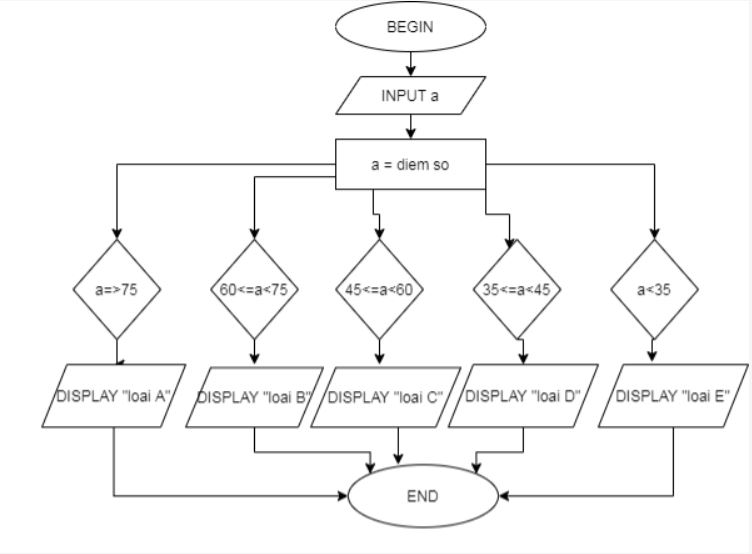 BEGIN
INPUT a
a = diem so
a=>75
60<=a<75
45<=a<60
35<=a<45
a<35
DISPLAY "loai A"
DISPLAY "loai B"
DISPLAY "loai C"
DISPLAY "loai D"
DISPLAY "loai E"
END